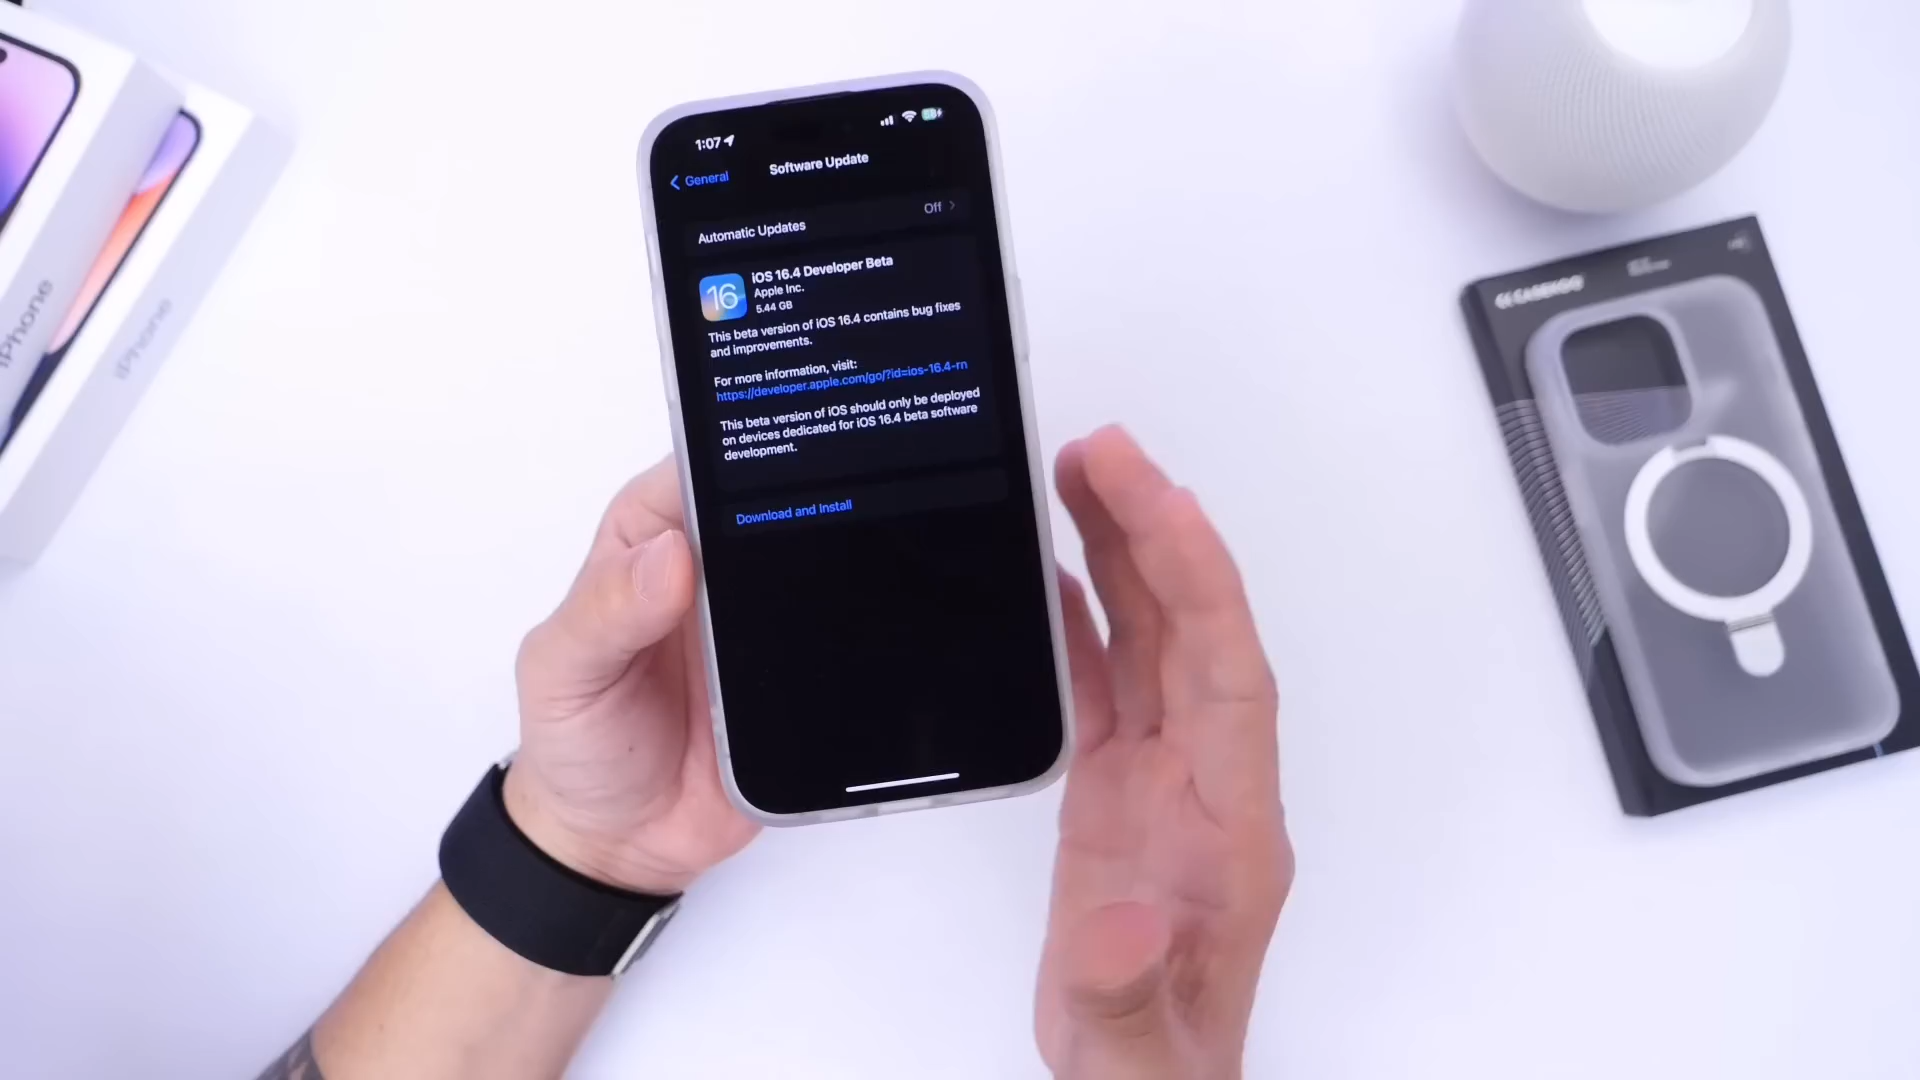 1:07
General
Software Update
Automatic Updates
Off
iOS 16.4 Developer Beta
16
Apple Inc.
5.44 GB
This beta version of iOS 16.4 contains bug fixes
and improvements.
For more information, visit:
https://developer.apple.com/go/?id=ios-16.4-rn
This beta version of iOS should only be deployed
on devices dedicated for iOS 16.4 beta software
development.
Download and Install
iPhone
iPhone
CASEKOO